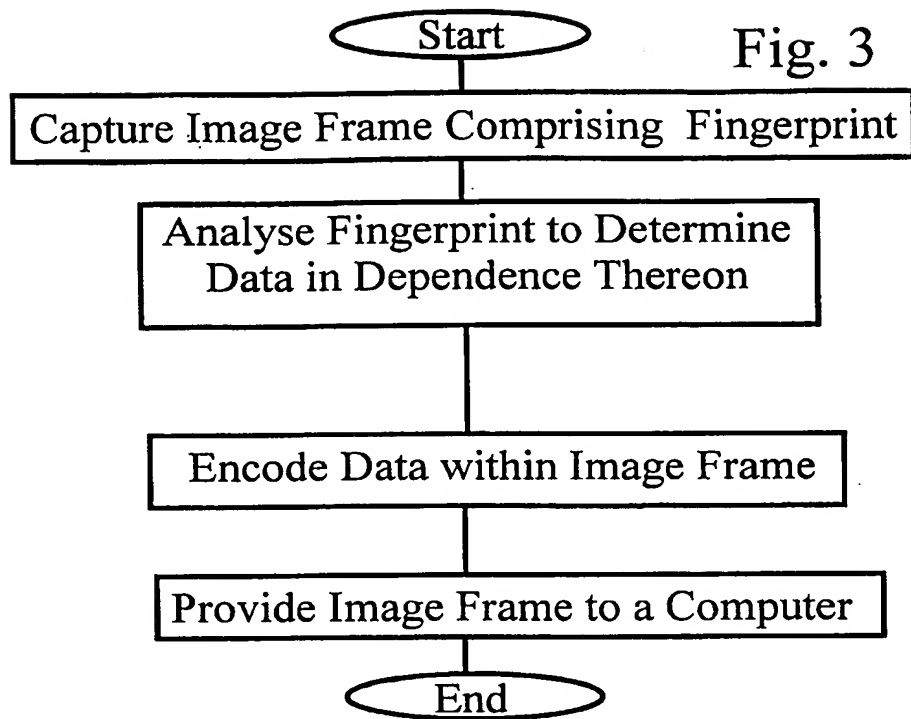 Start
Fig. 3
Capture Image Frame Comprising Fingerprint
Analyse Fingerprint to Determine
Data in Dependence Thereon
Encode Data within Image Frame
Provide Image Frame to a Computer
End